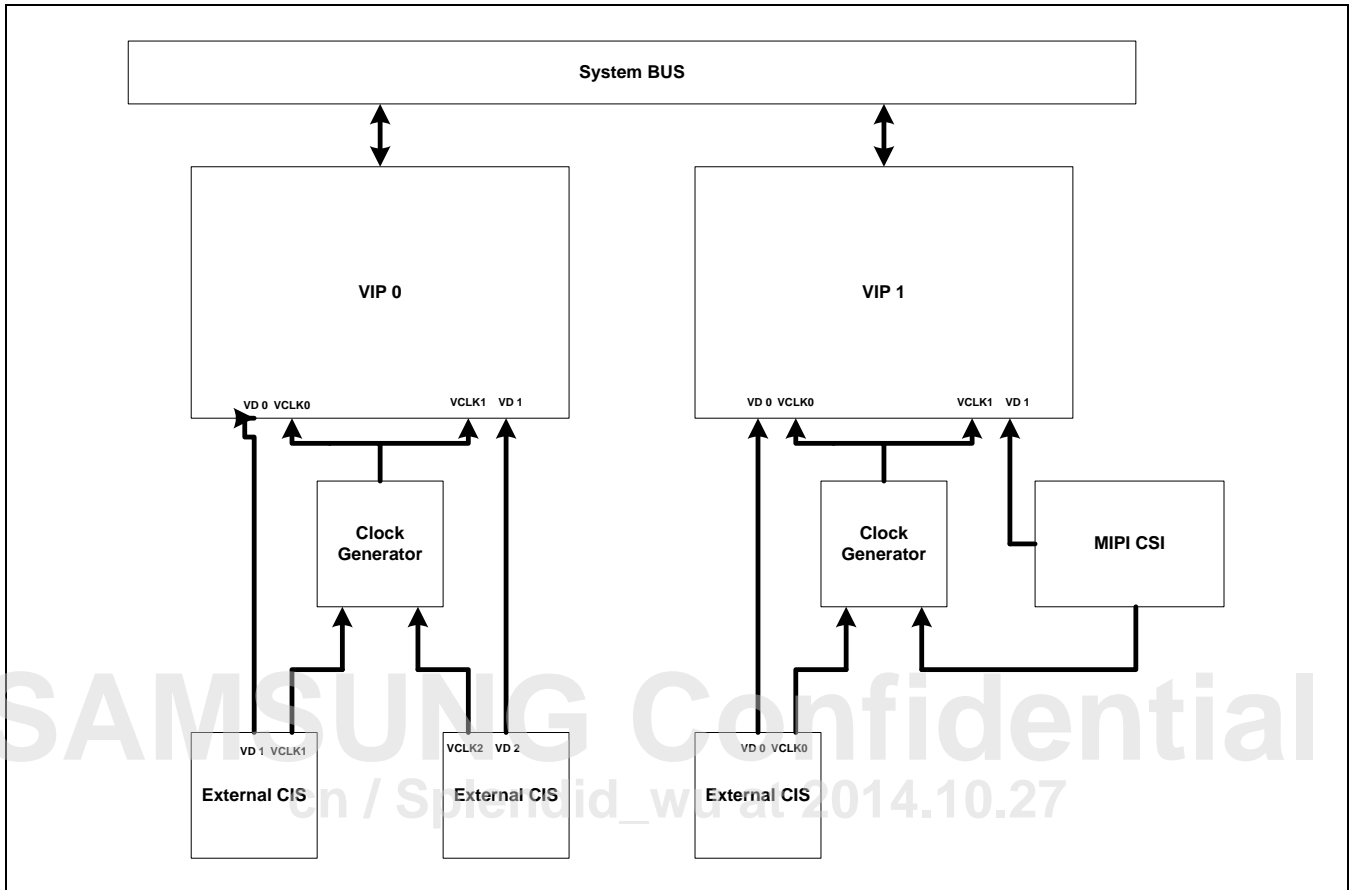 System BUS
VIP 0
VIP 1
VD 0 VCLK0
VCLK1 VD 1
VD 0 VCLK0
VCLK1 VD 1
Clock
Generator
Clock
Generator
MIPI CSI
SAMSUNG Confidential
VD 1 VCLK1
VCLK2 VD 2
VD 0 VCLK0
External CIS
External CIS
External CIS
cn / Splendid_wu at 2014.10.27